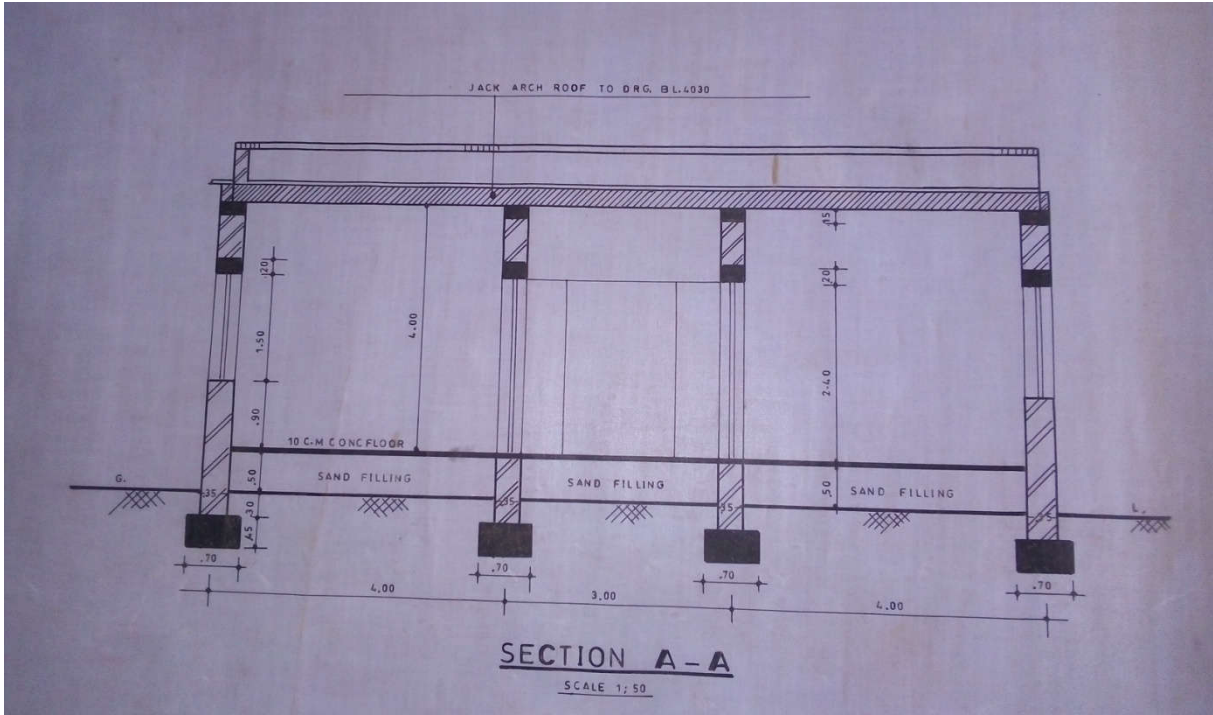 JACK ARCH ROOF TO DRG. BL.4030
.15
.20
.20
1.50
4.00
2.40
.90
10 C.M CONC FLOOR
SAND FILLING
SAND FILLING
SAND FILLING
.50
.50
G.
L.
.35
.35
.35
.35
.30
.45
.70
.70
.70
.70
4.00
3.00
4.00
SECTION A-A
SCALE 1:50